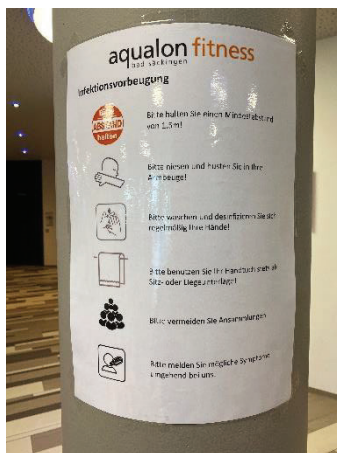 aqualon fitness
bad säckingen
Infektionsvorbeugung
ABSTAND
halten
Bitte halten Sie einen Mindestabstand
von 1.5m!
Bitte niesen und husten Sie in Ihre
Armbeuge!
Bitte waschen und desinfizieren Sie sich
regelmäßig Ihre Hände!
Bitte benutzen Sie Ihr Handtuch stets als
Sitz- oder Liegeunterlage!
Bitte vermeiden Sie Ansammlungen
Bitte melden Sie mögliche Symptome
umgehend bei uns.